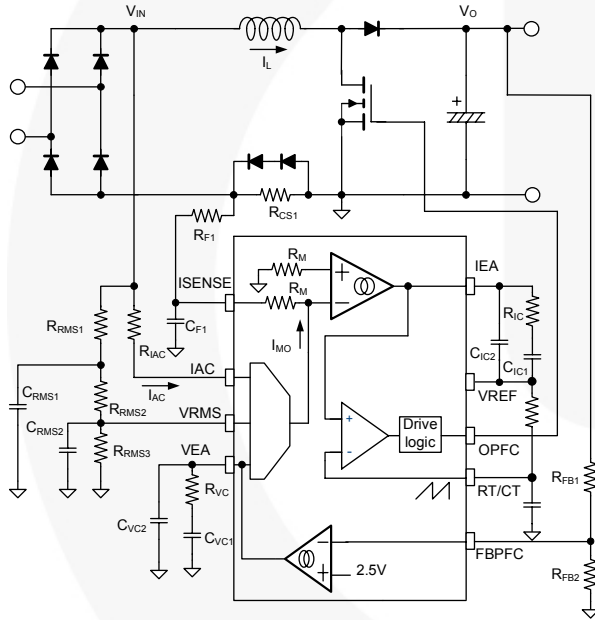 VIN
VO
IL
RCS1
RF1
ISENSE
RM
RM
IEA
RIC
CF1
IMO
CIC2
CIC1
RRMS1
RIAC
IAC
IAC
VREF
CRMS1
RRMS2
VRMS
CRMS2
RRMS3
VEA
Drive
logic
OPFC
RT/CT
RFB1
RVC
CVC2
CVC1
FBPFC
2.5V
RFB2
+
+
-
+
-
-
+